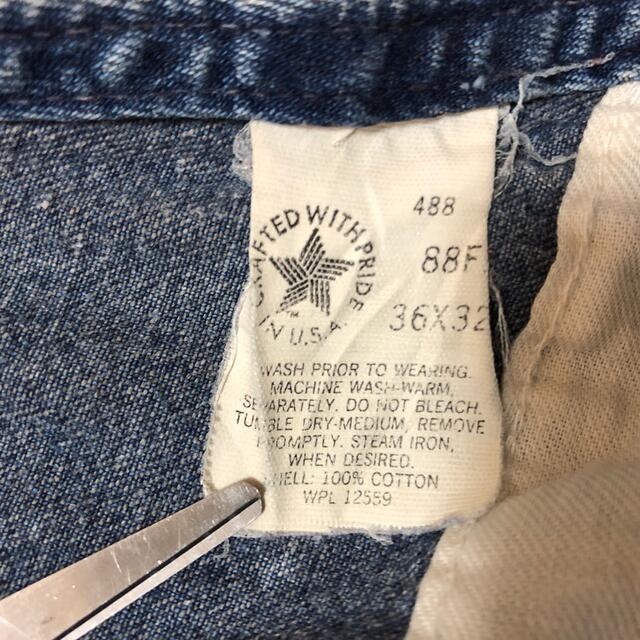 CRAFTED WITH PRIDE
IN U.S.A.
TM
488
88F
36X32
WASH PRIOR TO WEARING.
MACHINE WASH-WARM,
SEPARATELY. DO NOT BLEACH.
TUMBLE DRY-MEDIUM, REMOVE
PROMPTLY. STEAM IRON,
WHEN DESIRED.
SHELL: 100% COTTON
WPL 12559